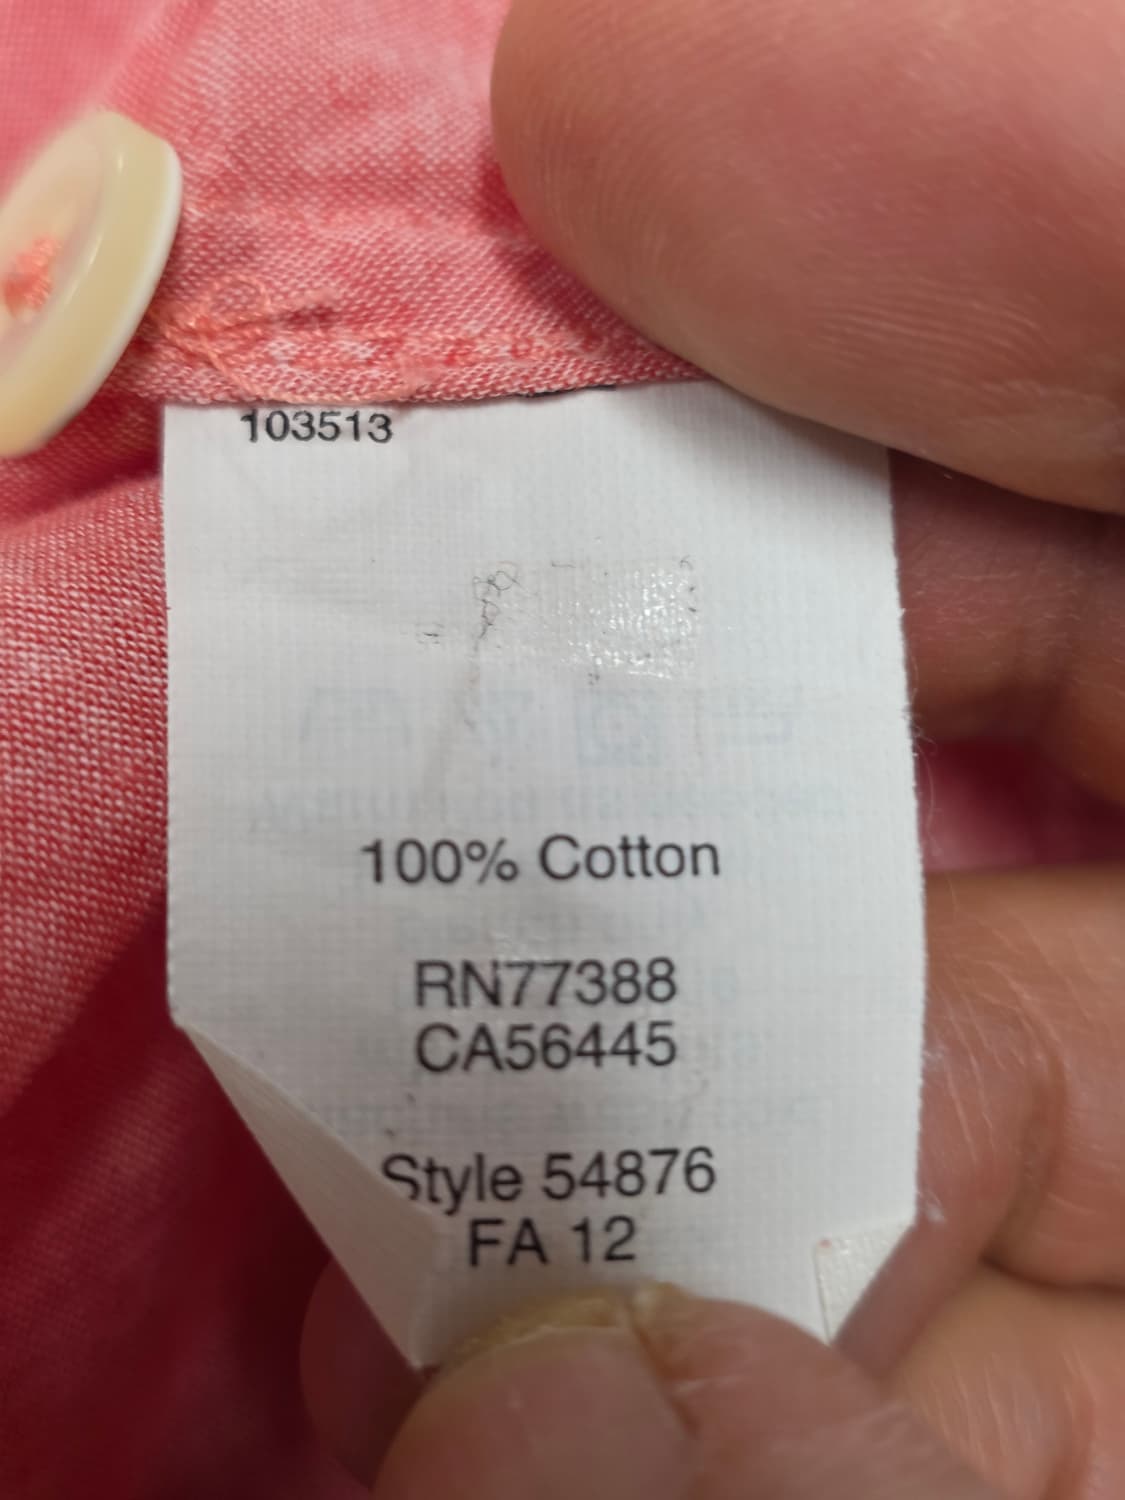 103513
100% Cotton
RN77388
CA56445
Style 54876
FA 12